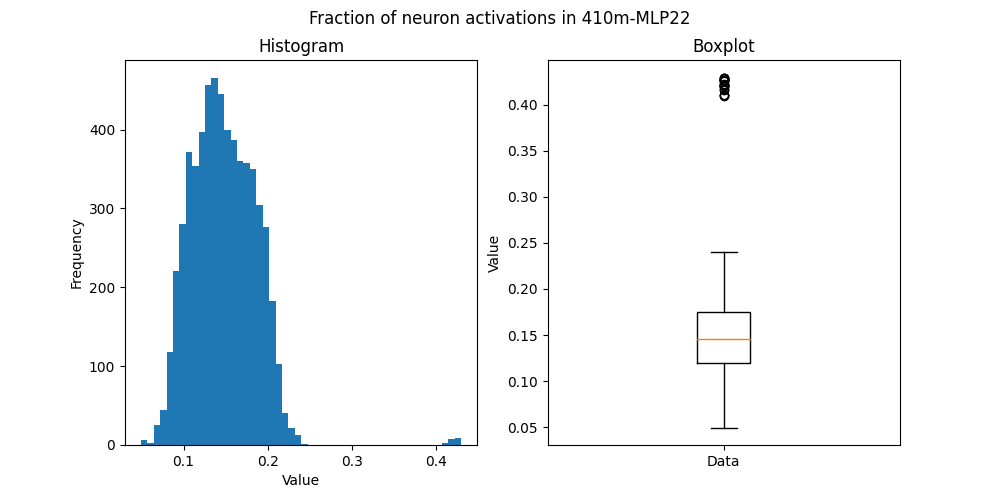 Fraction of neuron activations in 410m-MLP22
Histogram
Frequency
400
300
200
100
0
0.1 0.2 0.3 0.4
Value
Boxplot
Value
0.40
0.35
0.30
0.25
0.20
0.15
0.10
0.05
Data